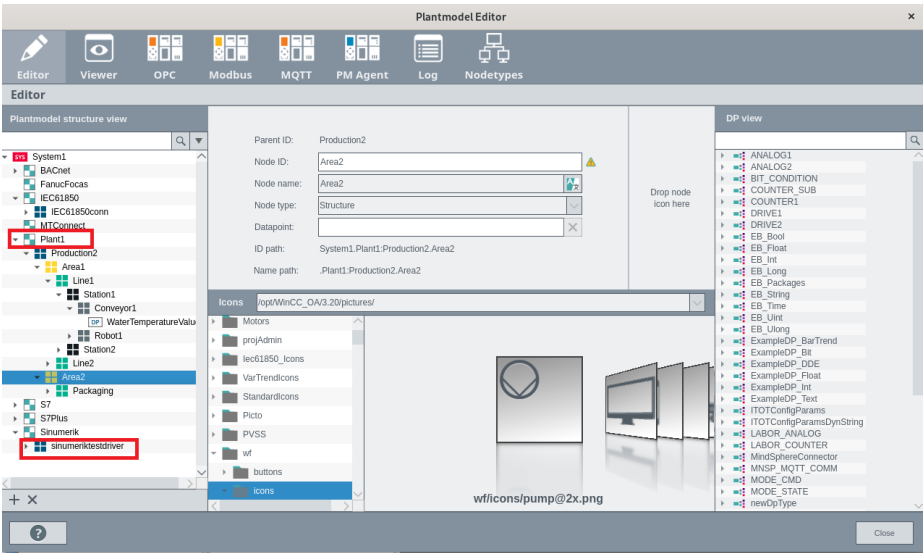 Plantmodel Editor
×
Editor
Viewer
OPC
Modbus
MQTT
PM Agent
Log
Nodetypes
Editor
Plantmodel structure view
SYS System1
BACnet
FanucFocas
IEC61850
IEC61850conn
MTConnect
Plant1
Production2
Area1
Line1
Station1
Conveyor1
DP WaterTemperatureValu
Robot1
Station2
Line2
Area2
Packaging
S7
S7Plus
Sinumerik
sinumeriktestdriver
Parent ID: Production2
Node ID: Area2
Node name: Area2
Node type: Structure
Datapoint:
ID path: System1.Plant1:Production2.Area2
Name path: .Plant1:Production2.Area2
Drop node
icon here
Icons /opt/WinCC_OA/3.20/pictures/
Motors
projAdmin
Iec61850_Icons
VarTrendIcons
StandardIcons
Picto
PVSS
wf
buttons
icons
wf/icons/pump@2x.png
DP view
ANALOG1
ANALOG2
BIT_CONDITION
COUNTER_SUB
COUNTER1
DRIVE1
DRIVE2
EB_Bool
EB_Float
EB_Int
EB_Long
EB_Packages
EB_String
EB_Time
EB_Uint
EB_Ulong
ExampleDP_BarTrend
ExampleDP_Bit
ExampleDP_DDE
ExampleDP_Float
ExampleDP_Int
ExampleDP_Text
ITOTConfigParams
ITOTConfigParamsDynString
LABOR_ANALOG
LABOR_COUNTER
MindSphereConnector
MNSP_MQTT_COMM
MODE_CMD
MODE_STATE
newDpType
+ ×
?
Close